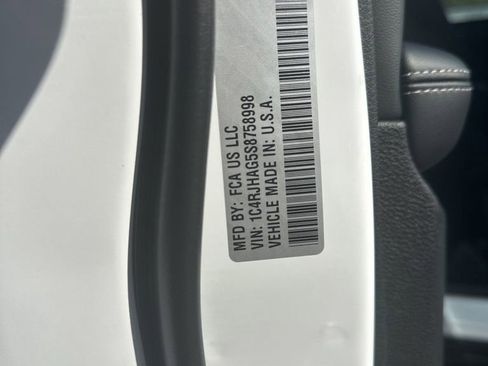 MFD BY: FCA US LLC
VIN: 1C4RJHAG5S8758998
VEHICLE MADE IN: U.S.A.